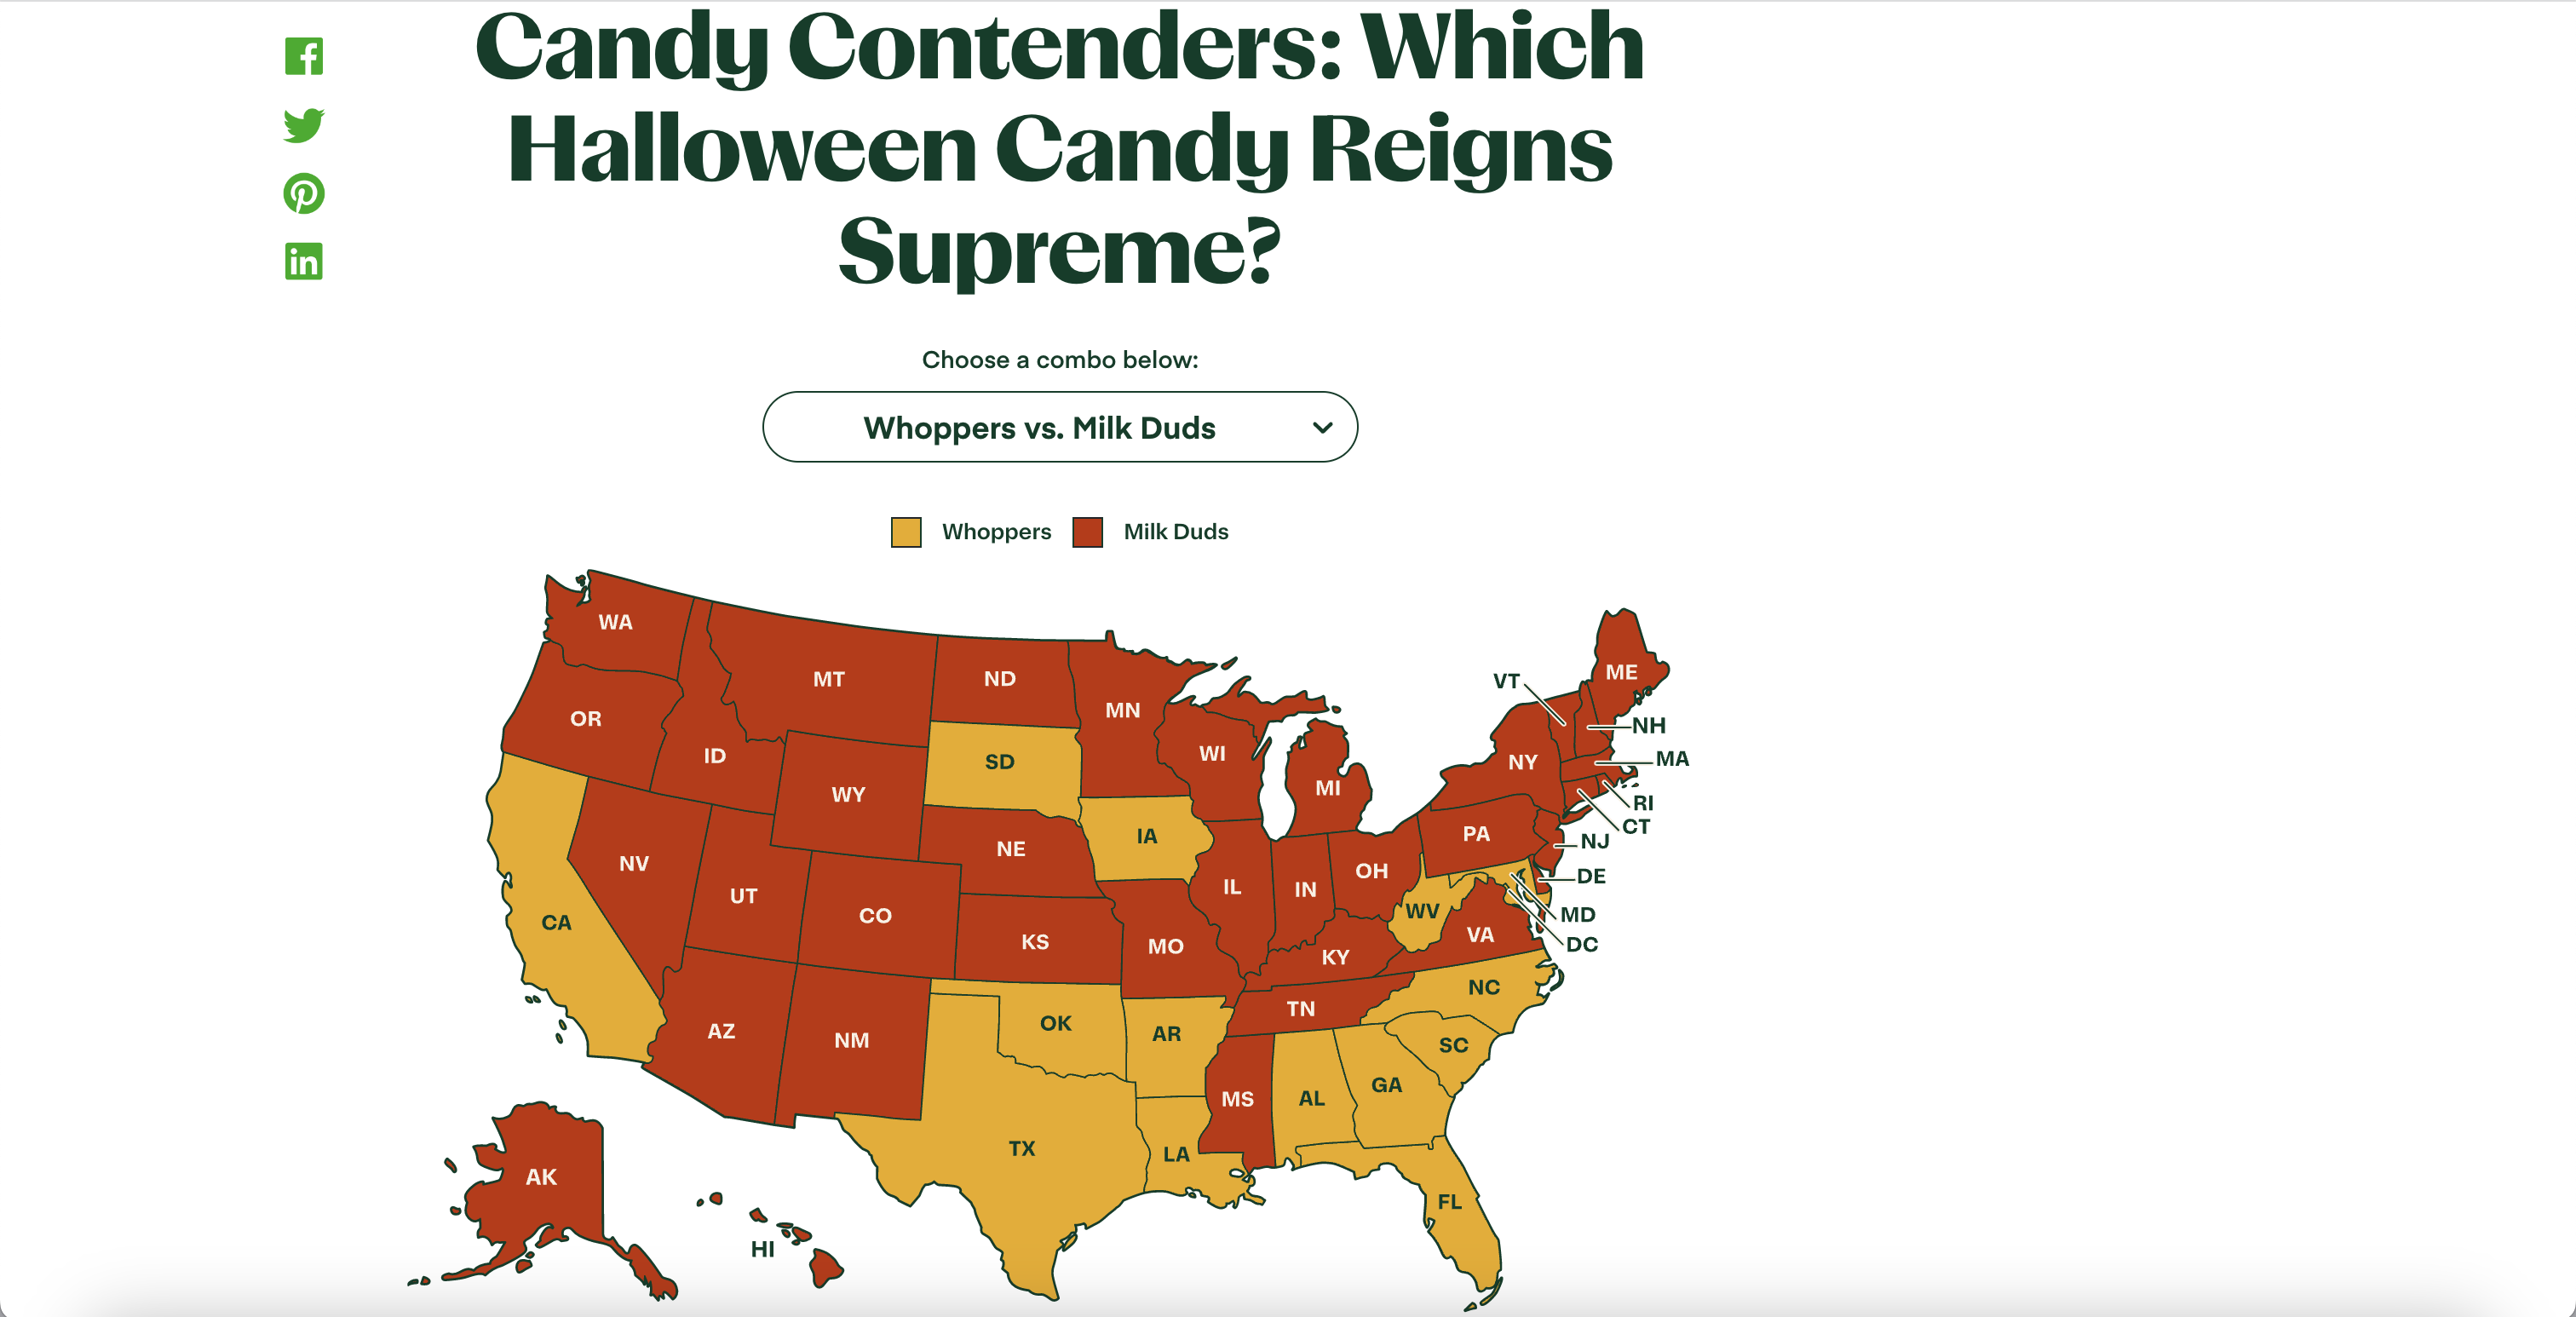 Candy Contenders: Which
Halloween Candy Reigns
Supreme?
Choose a combo below:
Whoppers vs. Milk Duds
Whoppers
Milk Duds
WA
MT
ND
MN
ME
VT
OR
NH
ID
SD
WI
NY
MA
WY
MI
RI
IA
PA
CT
NJ
NE
NV
OH
DE
UT
IL
IN
CO
WV
MD
CA
KS
MO
VA
DC
KY
NC
TN
AZ
NM
OK
AR
SC
MS
AL
GA
TX
LA
AK
FL
HI